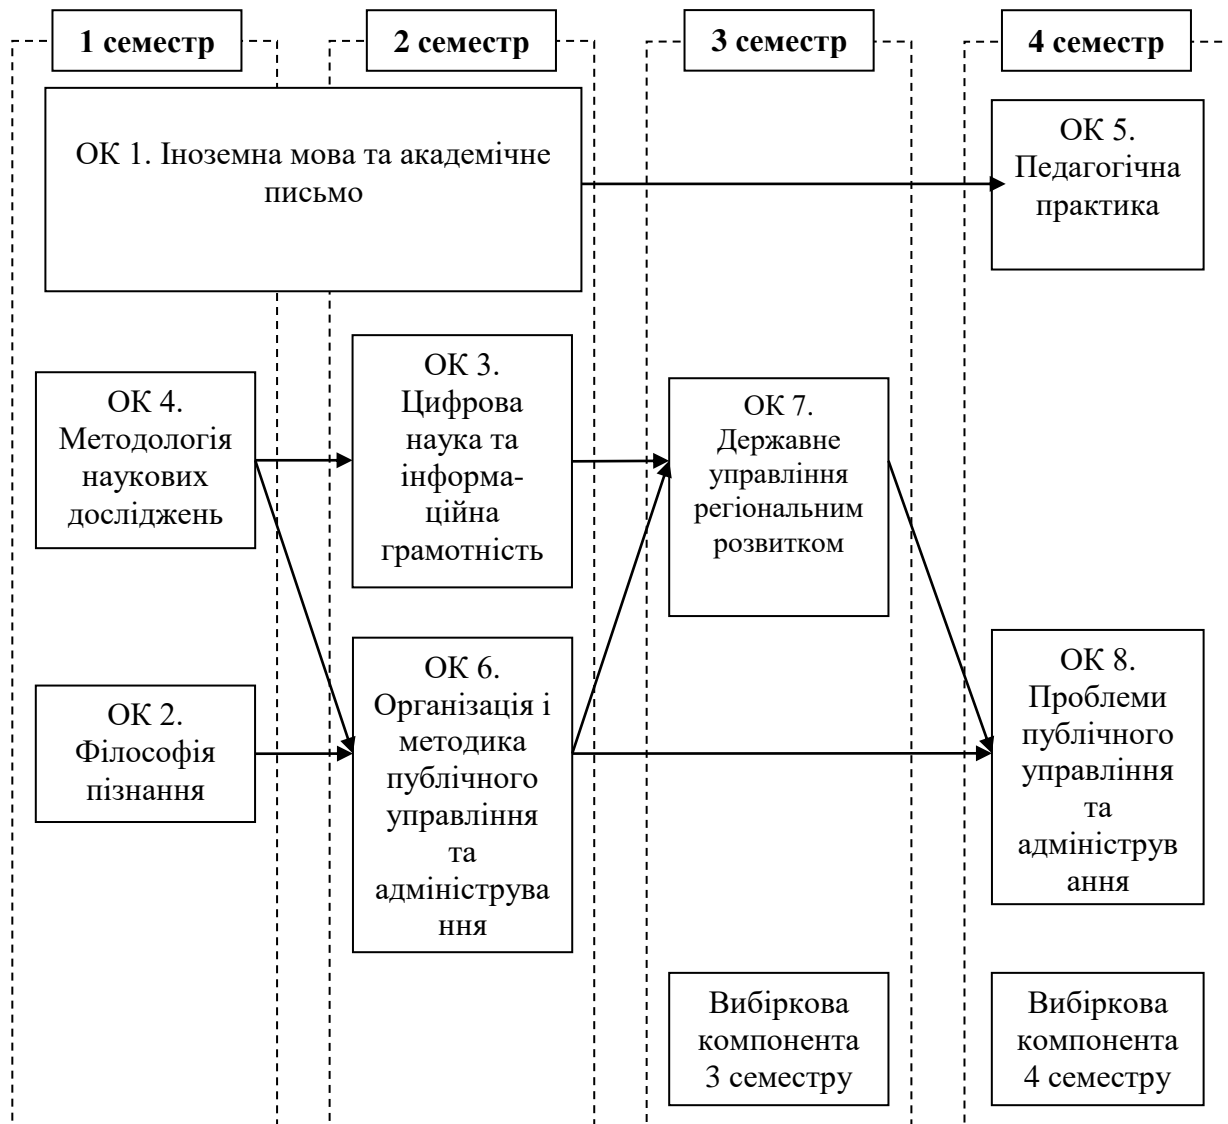 1 семестр
2 семестр
3 семестр
4 семестр
ОК 1. Іноземна мова та академічне
письмо
ОК 5.
Педагогічна
практика
ОК 4.
Методологія
наукових
досліджень
ОК 3.
Цифрова
наука та
інформа-
ційна
грамотність
ОК 7.
Державне
управління
регіональним
розвитком
ОК 2.
Філософія
пізнання
ОК 6.
Організація і
методика
публічного
управління
та
адмініструва
ння
ОК 8.
Проблеми
публічного
управління
та
адмініструв
ання
Вибіркова
компонента
3 семестру
Вибіркова
компонента
4 семестру